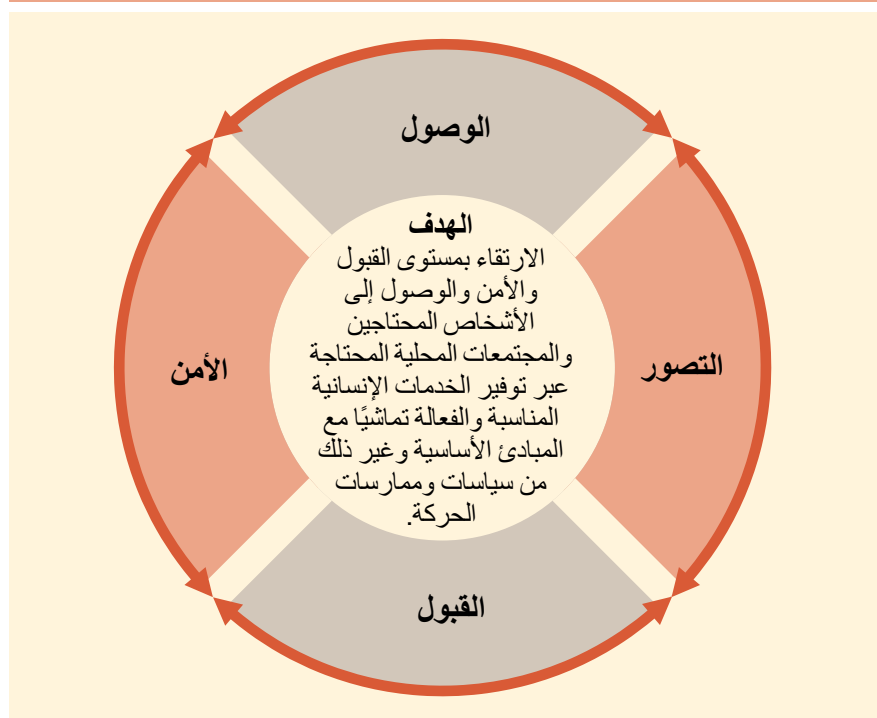 الوصول
التصور
الأمن
القبول
الهدف
الارتقاء بمستوى القبول
والأمن والوصول إلى
الأشخاص المحتاجين
والمجتمعات المحلية المحتاجة
عبر توفير الخدمات الإنسانية
المناسبة والفعالة تماشيًا مع
المبادئ الأساسية وغير ذلك
من سياسات وممارسات
الحركة.